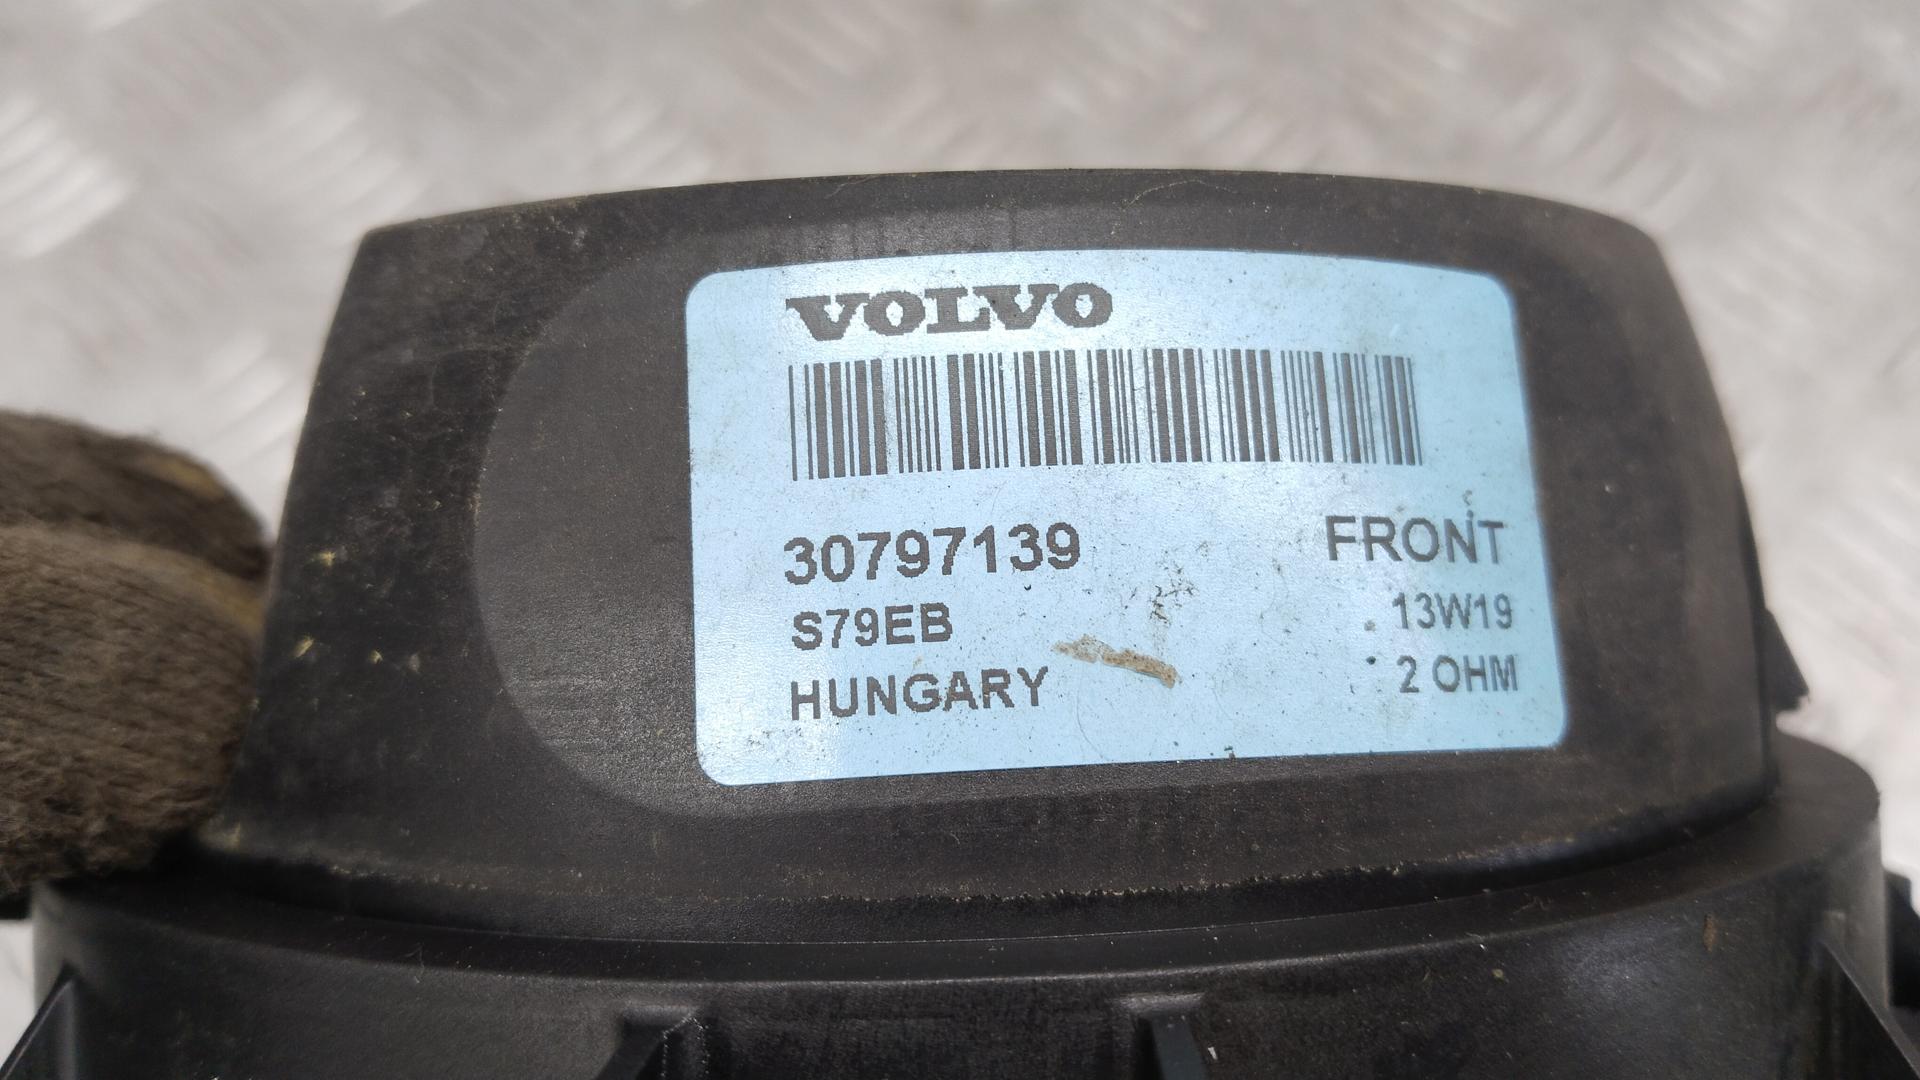 VOLVO
30797139 FRONT
S79EB 13W19
HUNGARY 2 OHM